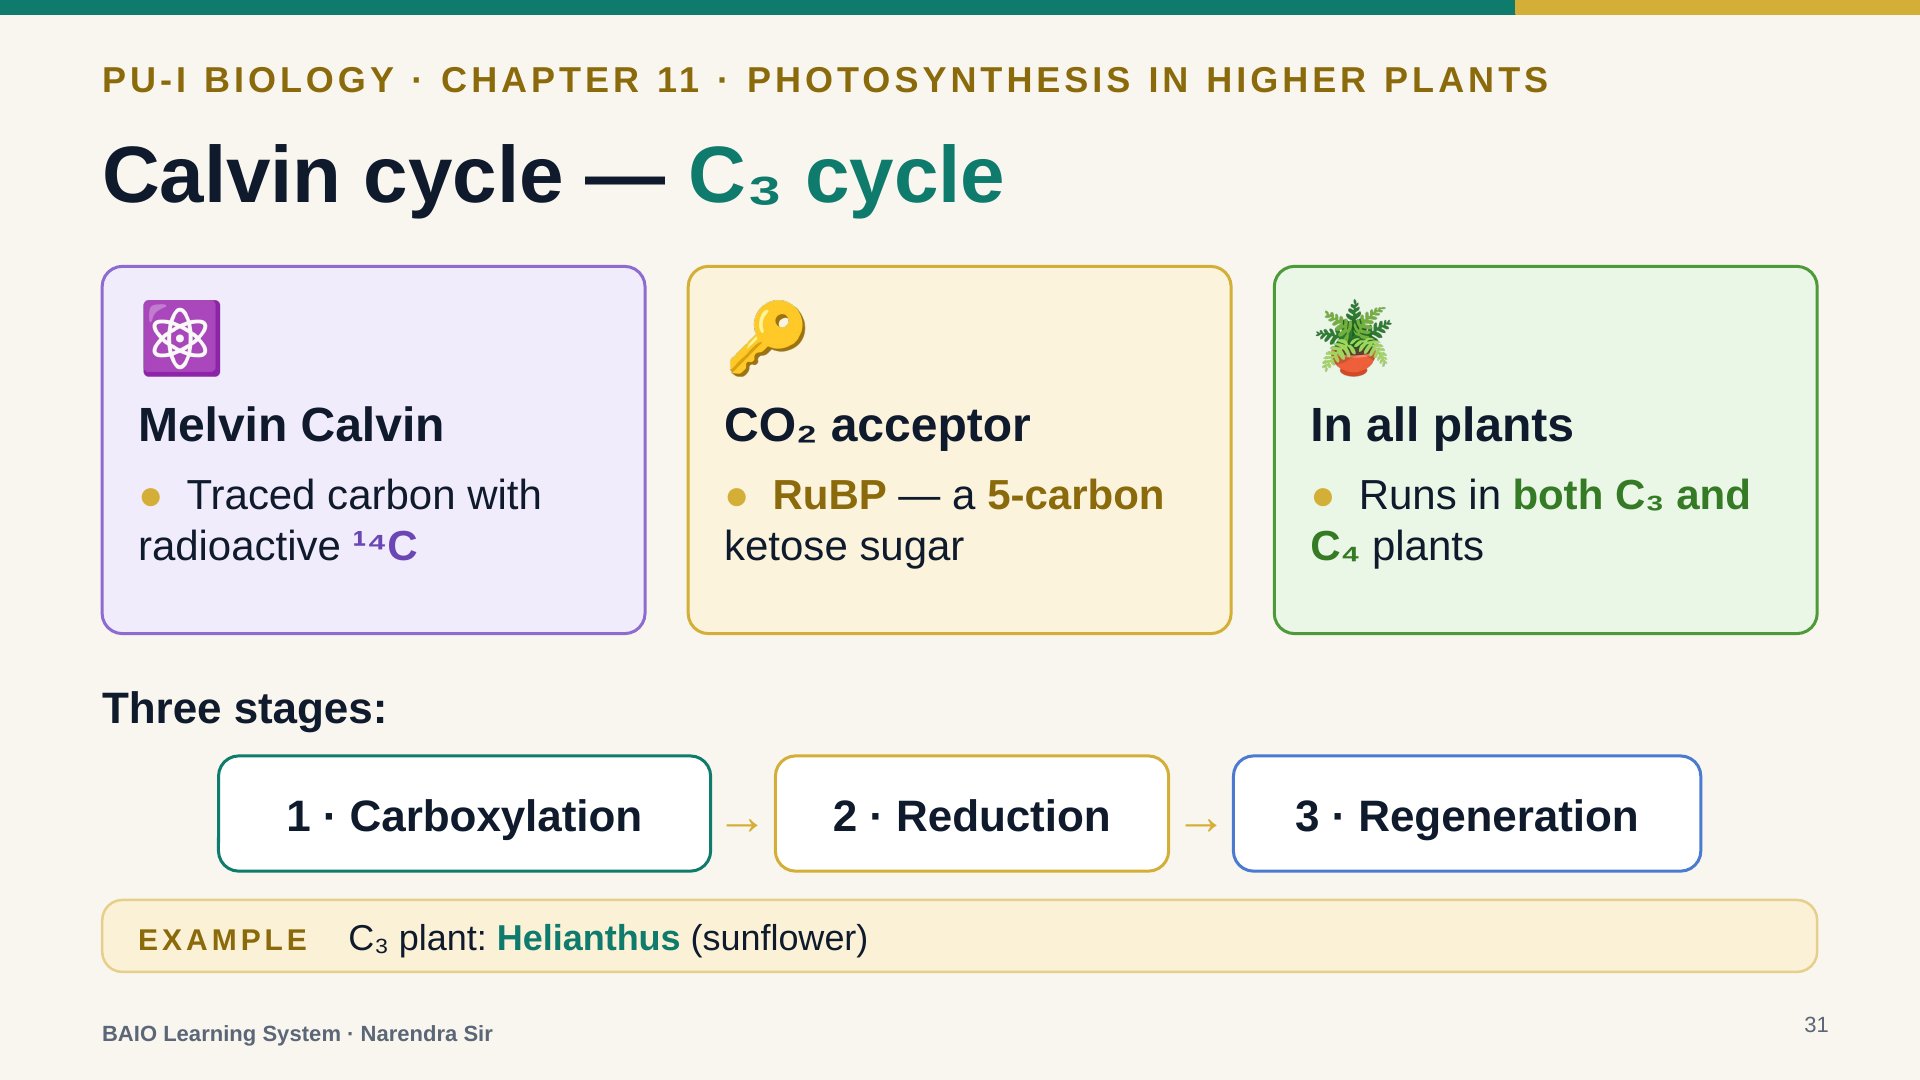 PU-I BIOLOGY · CHAPTER 11 · PHOTOSYNTHESIS IN HIGHER PLANTS
Calvin cycle — C₃ cycle
Melvin Calvin
● Traced carbon with
radioactive ¹⁴C
CO₂ acceptor
● RuBP — a 5-carbon
ketose sugar
In all plants
● Runs in both C₃ and
C₄ plants
Three stages:
1 · Carboxylation → 2 · Reduction → 3 · Regeneration
EXAMPLE C₃ plant: Helianthus (sunflower)
BAIO Learning System · Narendra Sir
31